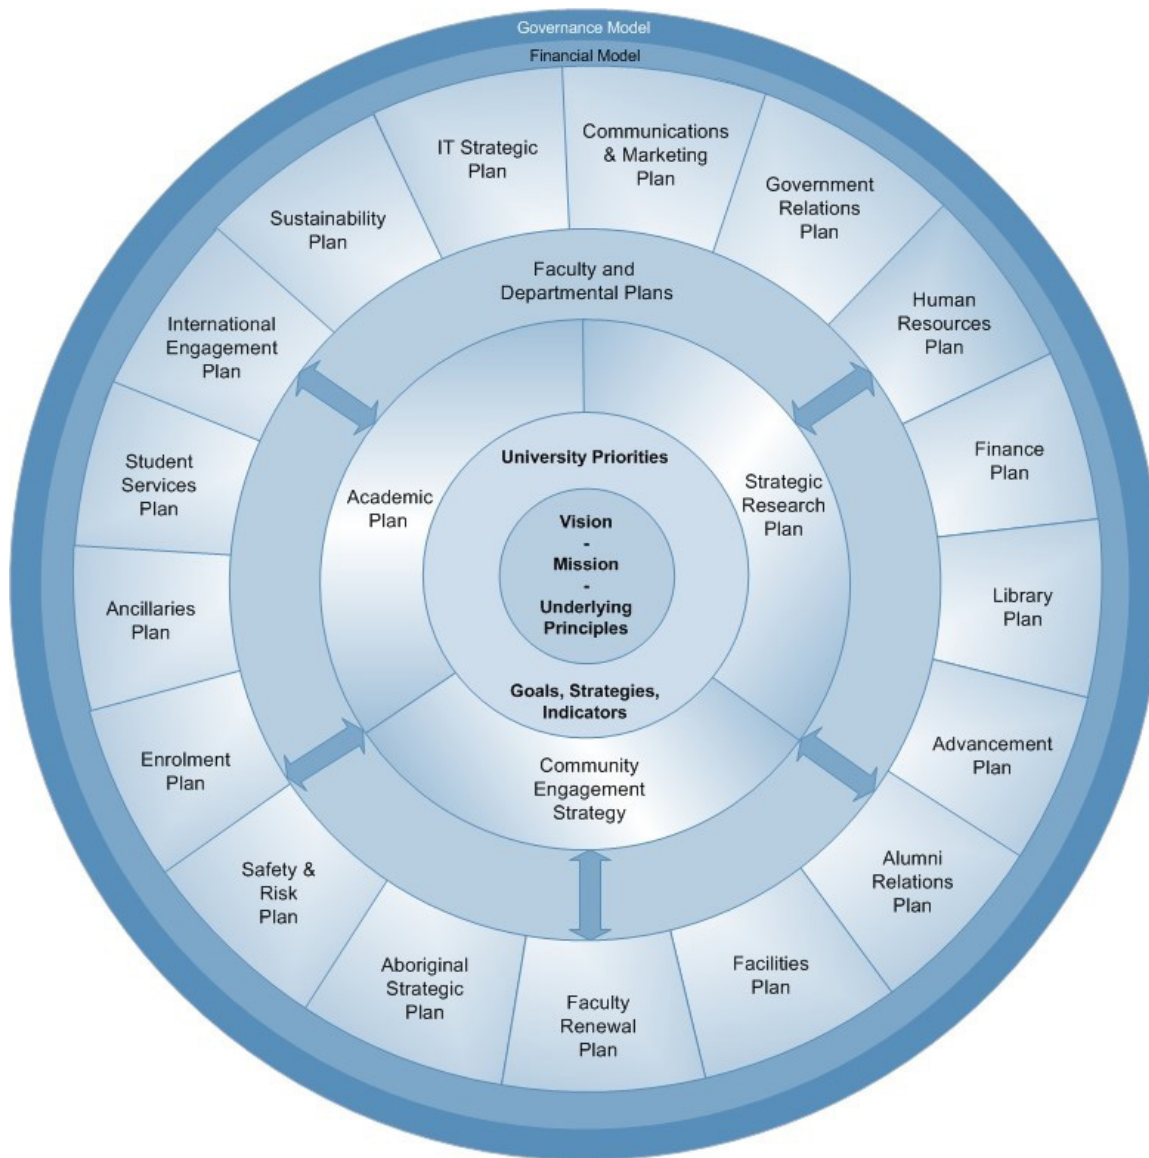 Governance Model
Financial Model
IT Strategic
Plan
Communications
& Marketing
Plan
Government
Relations
Plan
Human
Resources
Plan
Finance
Plan
Library
Plan
Advancement
Plan
Alumni
Relations
Plan
Facilities
Plan
Faculty
Renewal
Plan
Aboriginal
Strategic
Plan
Safety &
Risk
Plan
Enrolment
Plan
Ancillaries
Plan
Student
Services
Plan
International
Engagement
Plan
Sustainability
Plan
Faculty and
Departmental Plans
Academic
Plan
Strategic
Research
Plan
Community
Engagement
Strategy
University Priorities
Vision
-
Mission
-
Underlying
Principles
Goals, Strategies,
Indicators